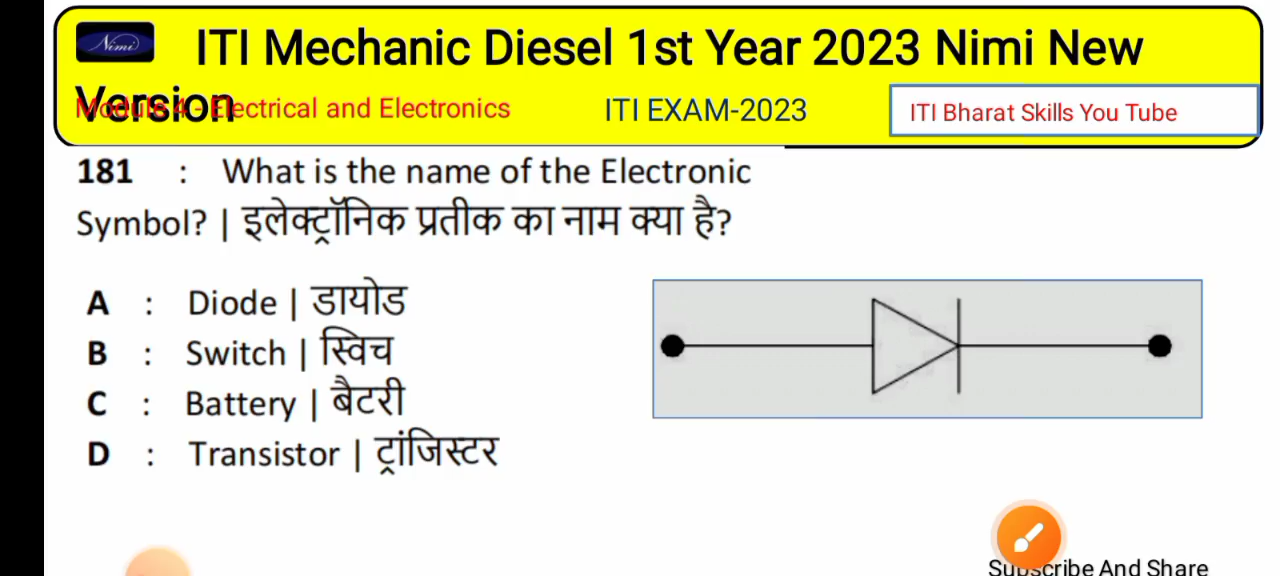 Nimi
ITI Mechanic Diesel 1st Year 2023 Nimi New
Version
Module 4 - Electrical and Electronics
ITI EXAM-2023
ITI Bharat Skills You Tube
181 : What is the name of the Electronic
Symbol? | इलेक्ट्रॉनिक प्रतीक का नाम क्या है?
A : Diode | डायोड
B : Switch | स्विच
C : Battery | बैटरी
D : Transistor | ट्रांजिस्टर
Subscribe And Share